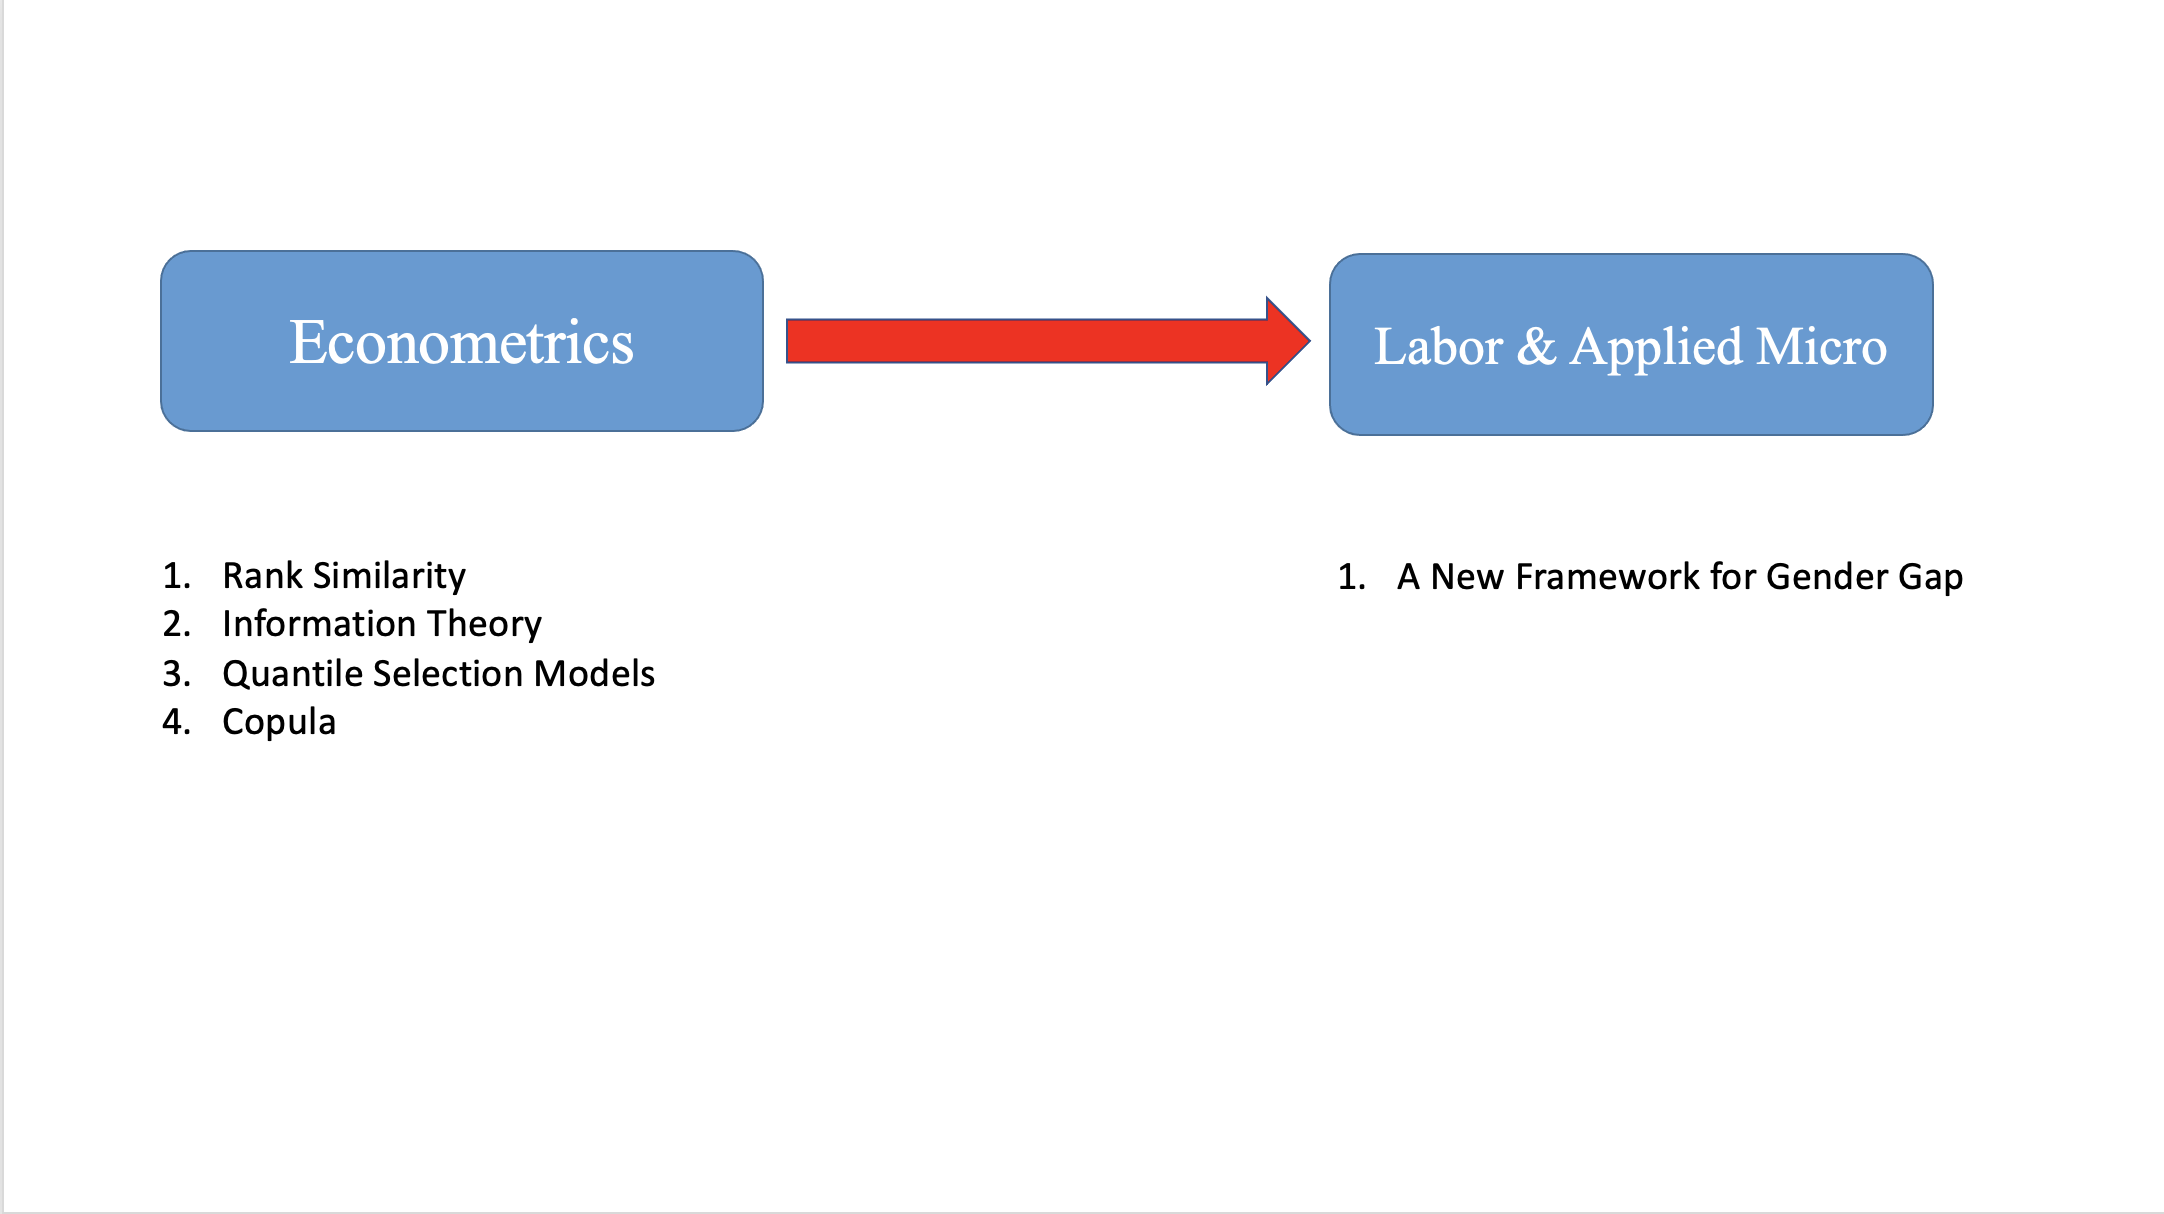 Econometrics
Labor & Applied Micro
1. Rank Similarity
2. Information Theory
3. Quantile Selection Models
4. Copula
1. A New Framework for Gender Gap